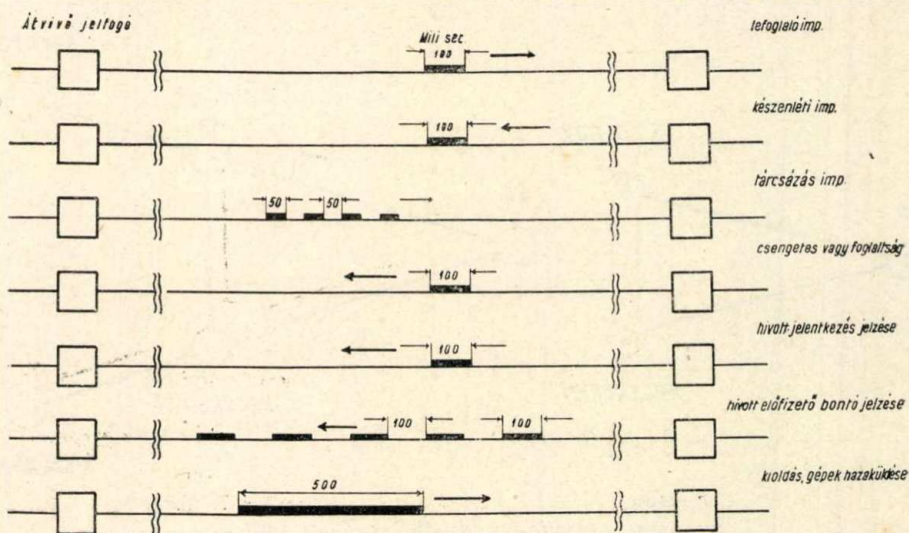 Átvivő jelfogó
Mili sec.
100
lefoglaló imp.
100
készenléti imp.
50 50
tárcsázás imp.
100
csengetés vagy foglaltság
100
hívott jelentkezés jelzése
100 100
hívott előfizető bontó jelzése
500
kioldás, gépek hazaküldése